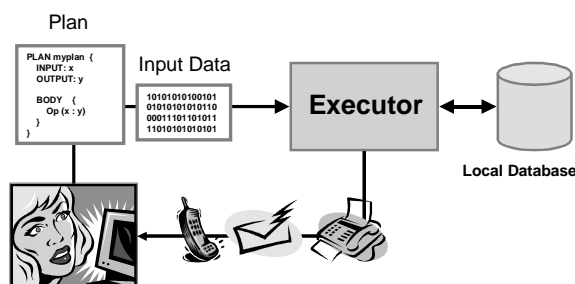 Plan
PLAN myplan {
INPUT: x
OUTPUT: y
BODY {
Op (x : y)
}
}
Input Data
10101010100101
01010101010110
00011101101011
11010101010101
Executor
Local Database